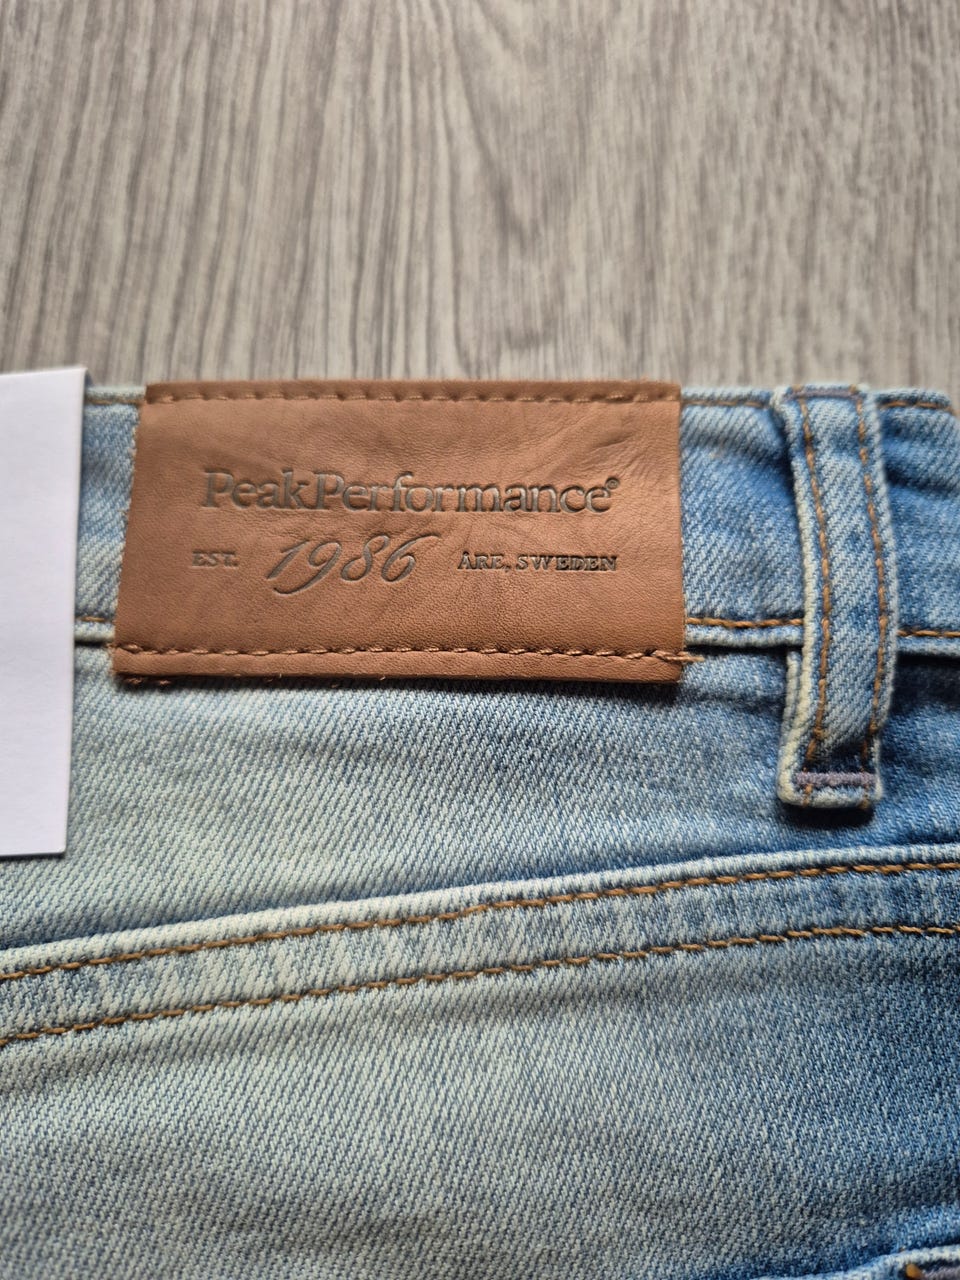 PeakPerformance®
EST. 1986 ÅRE, SWEDEN